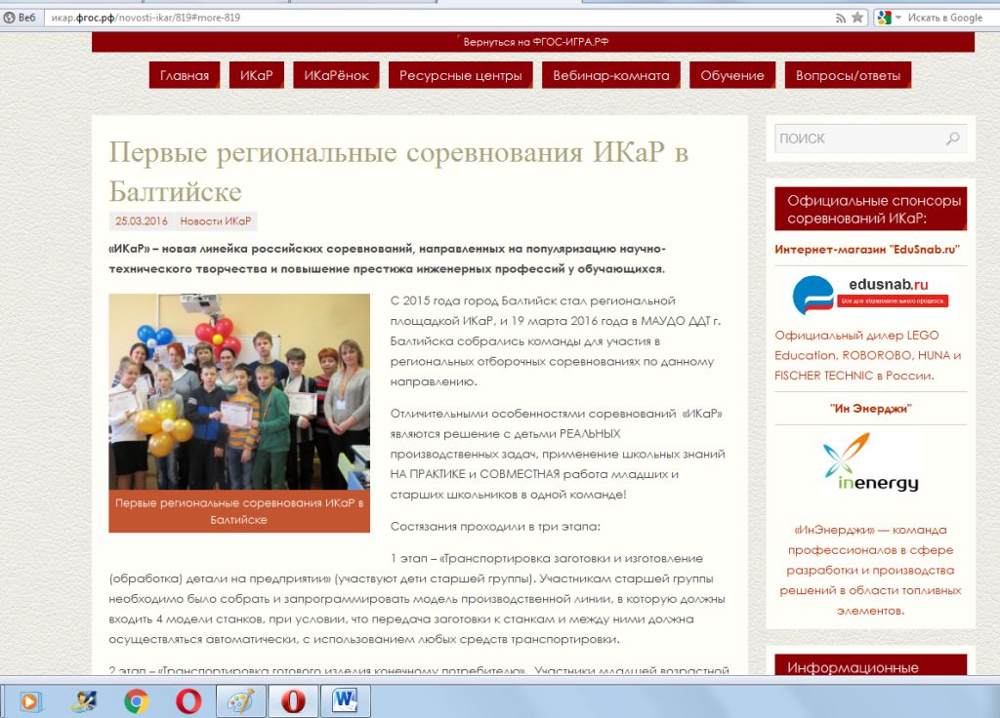 Веб
икар.фгос.рф/novosti-ikar/819#more-819
Искать в Google
Вернуться на ФГОС-ИГРА.РФ
Главная
ИКаР
ИКаРёнок
Ресурсные центры
Вебинар-комната
Обучение
Вопросы/ответы
Первые региональные соревнования ИКаР в
Балтийске
25.03.2016 Новости ИКаР
«ИКаР» – новая линейка российских соревнований, направленных на популяризацию научно-
технического творчества и повышение престижа инженерных профессий у обучающихся.
Первые региональные соревнования ИКаР в
Балтийске
С 2015 года город Балтийск стал региональной
площадкой ИКаР, и 19 марта 2016 года в МАУДО ДДТ г.
Балтийска собрались команды для участия в
региональных отборочных соревнованиях по данному
направлению.
Отличительными особенностями соревнований «ИКаР»
являются решение с детьми РЕАЛЬНЫХ
производственных задач, применение школьных знаний
НА ПРАКТИКЕ и СОВМЕСТНАЯ работа младших и
старших школьников в одной команде!
Состязания проходили в три этапа:
1 этап – «Транспортировка заготовки и изготовление
(обработка) детали на предприятии» (участвуют дети старшей группы). Участникам старшей группы
необходимо было собрать и запрограммировать модель производственной линии, в которую должны
входить 4 модели станков, при условии, что передача заготовки к станкам и между ними должна
осуществляться автоматически, с использованием любых средств транспортировки.
2 этап – «Транспортировка готового изделия конечному потребителю». Участники младшей возрастной
ПОИСК
Официальные спонсоры
соревнований ИКаР:
Интернет-магазин "EduSnab.ru"
edusnab.ru
Все для образовательного процесса.
Официальный дилер LEGO
Education, ROBOROBO, HUNA и
FISCHER TECHNIC в России.
"Ин Энерджи"
inenergy
«ИнЭнерджи» — команда
профессионалов в сфере
разработки и производства
решений в области топливных
элементов.
Информационные